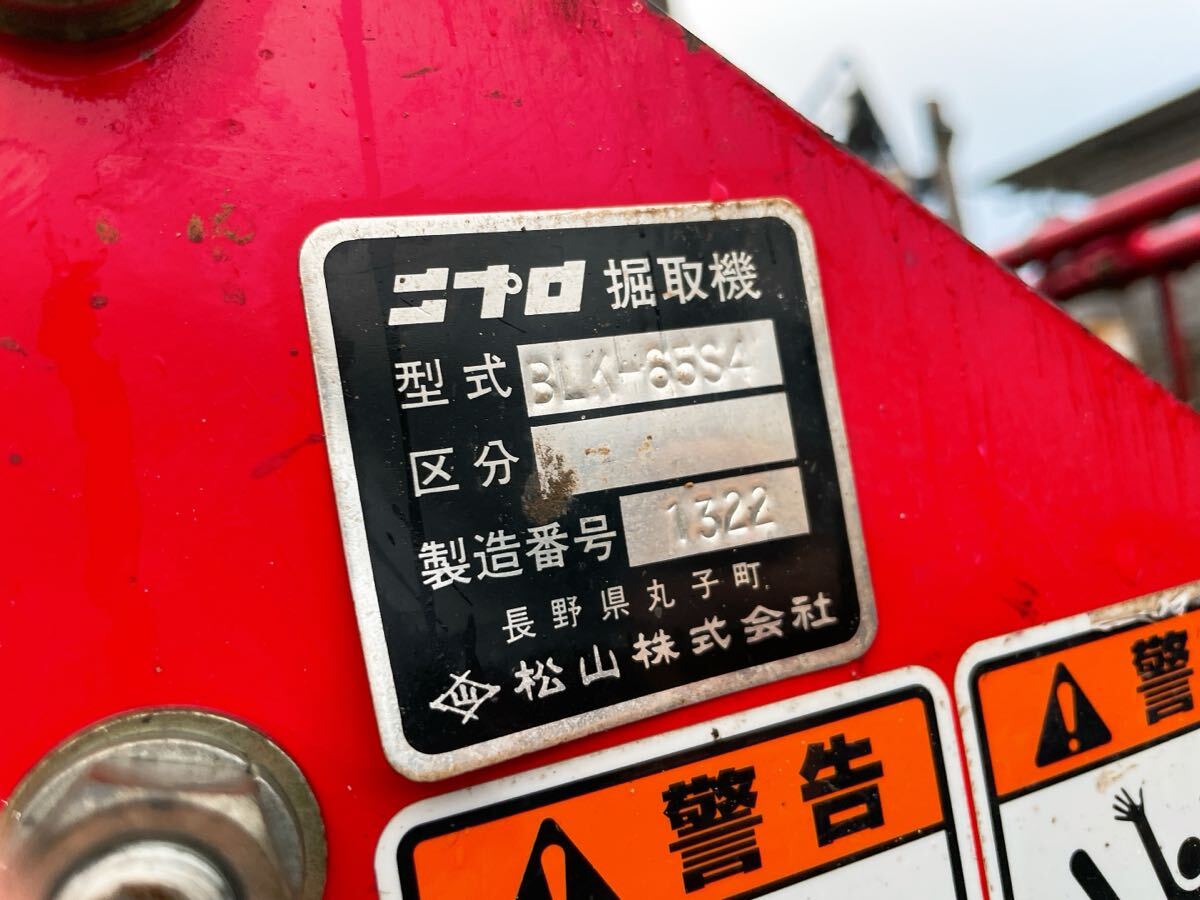 ニプロ 掘取機
型式 BLK-65S4
区分
製造番号 1322
長野県丸子町
松山株式会社
警告
警